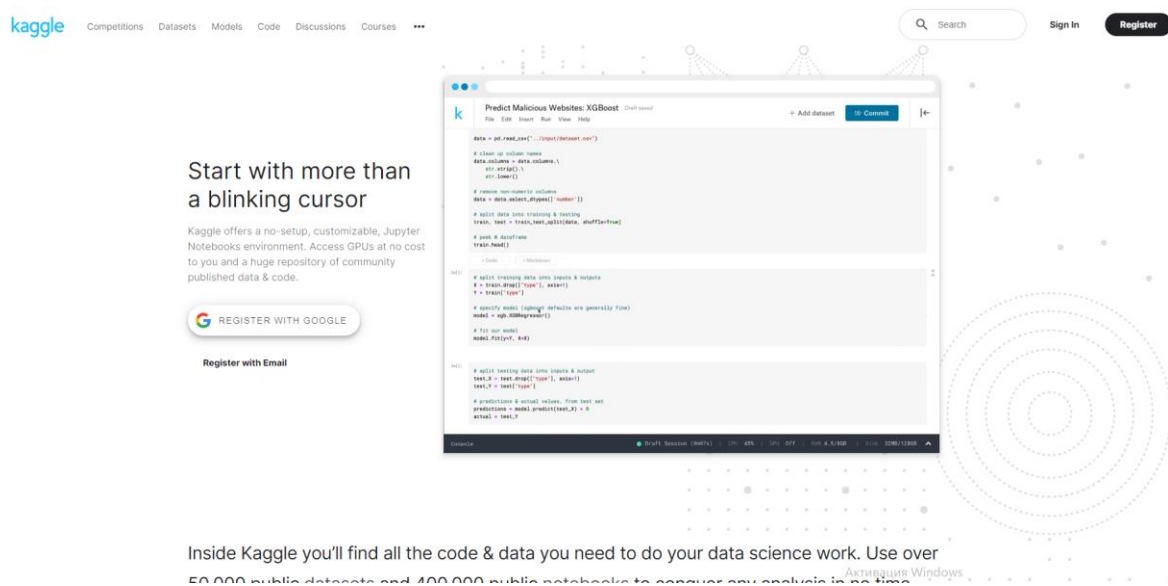 kaggle Competitions Datasets Models Code Discussions Courses ••• Search Sign In Register
k Predict Malicious Websites: XGBoost Draft saved
File Edit Insert Run View Help
+ Add dataset Commit
data = pd.read_csv("../input/dataset.csv")
# clean up column names
data.columns = data.columns.\
str.strip().\
str.lower()
# remove non-numeric columns
data = data.select_dtypes(['number'])
# split data into training & testing
train, test = train_test_split(data, shuffle=True)
# peek @ dataframe
train.head()
+ Code + Markdown
# split training data into inputs & outputs
X = train.drop(['type'], axis=1)
Y = train['type']
# specify model (xgboost defaults are generally fine)
model = xgb.XGBRegressor()
# fit our model
model.fit(y=Y, X=X)
# split testing data into inputs & output
test_X = test.drop(['type'], axis=1)
test_Y = test['type']
# predictions & actual values, from test set
predictions = model.predict(test_X) > 0
actual = test_Y
Console Draft Session
Start with more than
a blinking cursor
Kaggle offers a no-setup, customizable, Jupyter
Notebooks environment. Access GPUs at no cost
to you and a huge repository of community
published data & code.
REGISTER WITH GOOGLE
Register with Email
Inside Kaggle you'll find all the code & data you need to do your data science work. Use over
50,000 public datasets and 400,000 public notebooks to conquer any analysis in no time.
Активация Windows